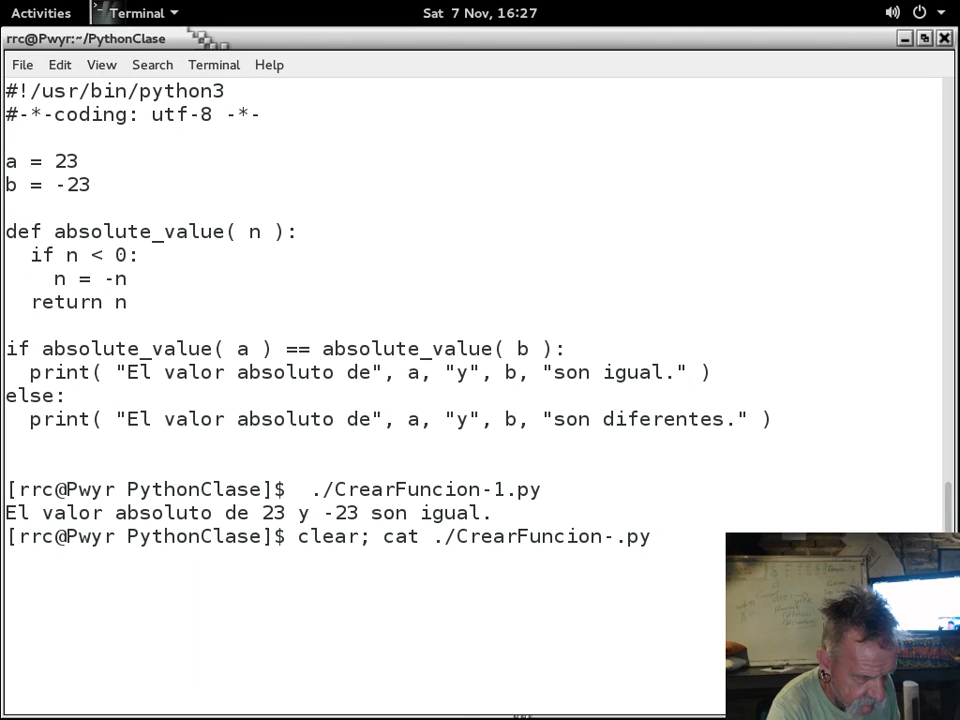 Activities
Terminal
Sat 7 Nov, 16:27
rrc@Pwyr:~/PythonClase
File Edit View Search Terminal Help
#!/usr/bin/python3
#-*-coding: utf-8 -*-
a = 23
b = -23
def absolute_value( n ):
  if n < 0:
    n = -n
  return n
if absolute_value( a ) == absolute_value( b ):
  print( "El valor absoluto de", a, "y", b, "son igual." )
else:
  print( "El valor absoluto de", a, "y", b, "son diferentes." )
[rrc@Pwyr PythonClase]$  ./CrearFuncion-1.py
El valor absoluto de 23 y -23 son igual.
[rrc@Pwyr PythonClase]$ clear; cat ./CrearFuncion-.py